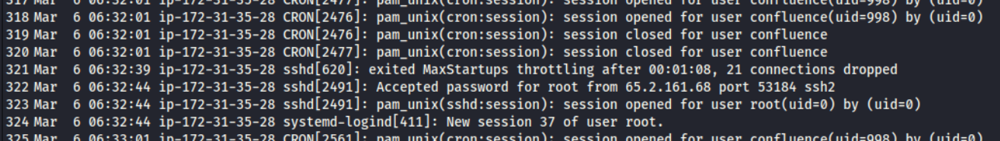 317 Mar  6 06:32:01 ip-172-31-35-28 CRON[2477]: pam_unix(cron:session): session opened for user confluence(uid=998) by (uid=0)
318 Mar  6 06:32:01 ip-172-31-35-28 CRON[2476]: pam_unix(cron:session): session opened for user confluence(uid=998) by (uid=0)
319 Mar  6 06:32:01 ip-172-31-35-28 CRON[2476]: pam_unix(cron:session): session closed for user confluence
320 Mar  6 06:32:01 ip-172-31-35-28 CRON[2477]: pam_unix(cron:session): session closed for user confluence
321 Mar  6 06:32:39 ip-172-31-35-28 sshd[620]: exited MaxStartups throttling after 00:01:08, 21 connections dropped
322 Mar  6 06:32:44 ip-172-31-35-28 sshd[2491]: Accepted password for root from 65.2.161.68 port 53184 ssh2
323 Mar  6 06:32:44 ip-172-31-35-28 sshd[2491]: pam_unix(sshd:session): session opened for user root(uid=0) by (uid=0)
324 Mar  6 06:32:44 ip-172-31-35-28 systemd-logind[411]: New session 37 of user root.
325 Mar  6 06:33:01 ip-172-31-35-28 CRON[2561]: pam_unix(cron:session): session opened for user confluence(uid=998) by (uid=0)